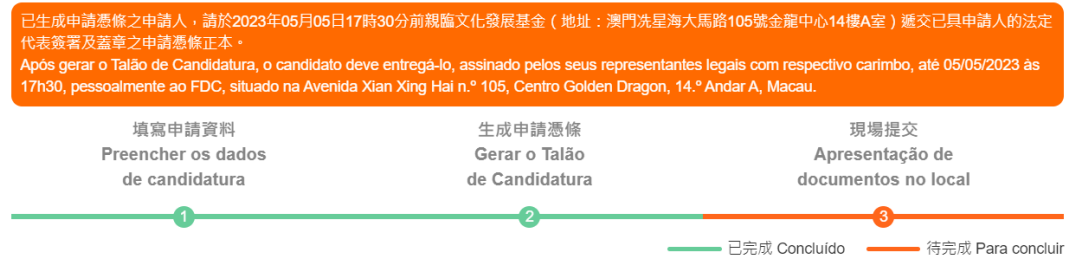 已生成申請憑條之申請人，請於2023年05月05日17時30分前親臨文化發展基金（地址：澳門冼星海大馬路105號金龍中心14樓A室）遞交已具申請人的法定
代表簽署及蓋章之申請憑條正本。
Após gerar o Talão de Candidatura, o candidato deve entregá-lo, assinado pelos seus representantes legais com respectivo carimbo, até 05/05/2023 às
17h30, pessoalmente ao FDC, situado na Avenida Xian Xing Hai n.º 105, Centro Golden Dragon, 14.º Andar A, Macau.
填寫申請資料
Preencher os dados
de candidatura
生成申請憑條
Gerar o Talão
de Candidatura
現場提交
Apresentação de
documentos no local
1
2
3
已完成 Concluído
待完成 Para concluir